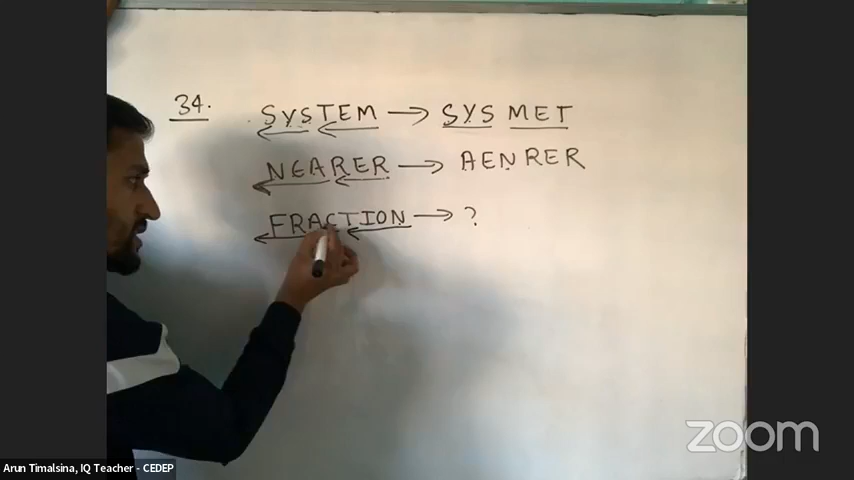 34. SYSTEM → SYS MET
NEARER → AENRER
FRACTION → ?
zoom
Arun Timalsina, IQ Teacher - CEDEP